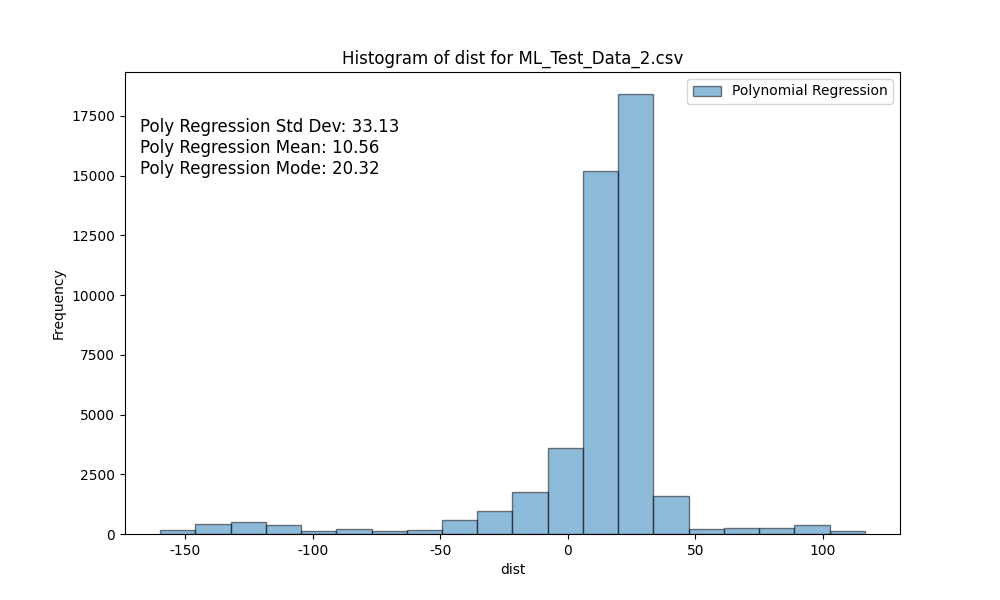 Histogram of dist for ML_Test_Data_2.csv
Polynomial Regression
Poly Regression Std Dev: 33.13
Poly Regression Mean: 10.56
Poly Regression Mode: 20.32
Frequency
17500
15000
12500
10000
7500
5000
2500
0
-150 -100 -50 0 50 100
dist